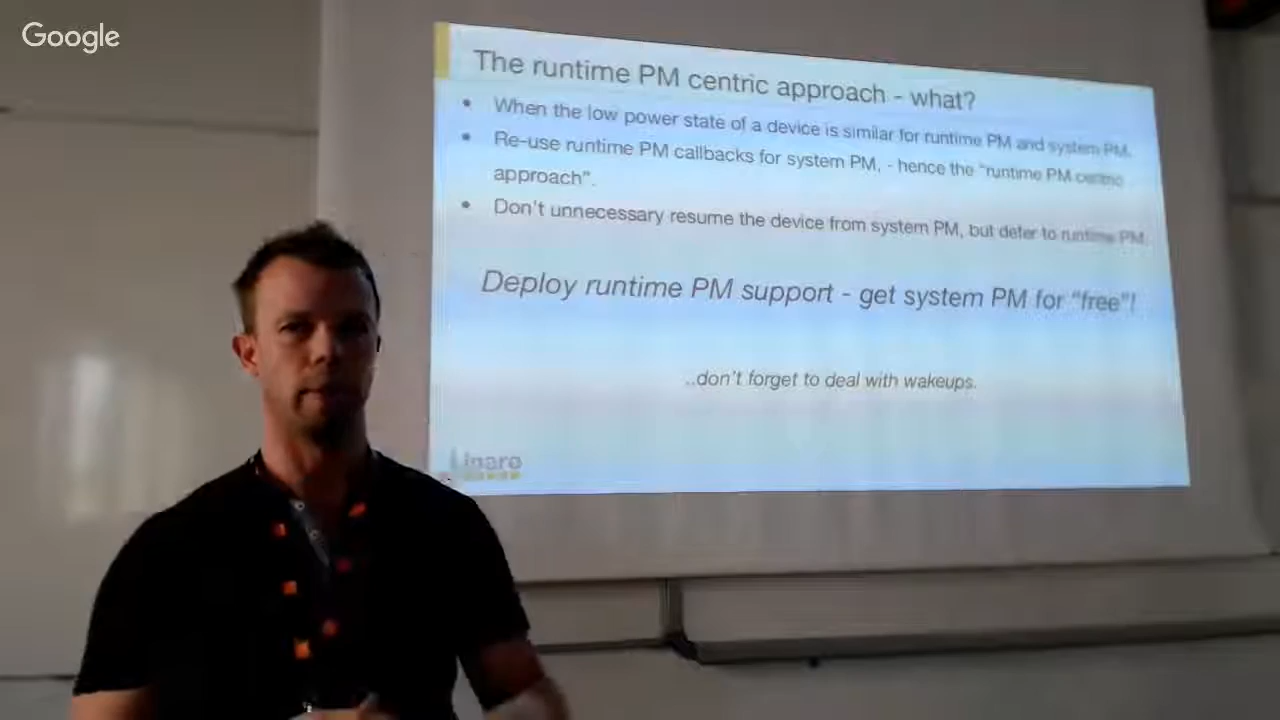 Google
The runtime PM centric approach - what?
• When the low power state of a device is similar for runtime PM and system PM.
• Re-use runtime PM callbacks for system PM, - hence the "runtime PM centric
approach".
• Don't unnecessary resume the device from system PM, but defer to runtime PM.
Deploy runtime PM support - get system PM for "free"!
..don't forget to deal with wakeups.
Linaro